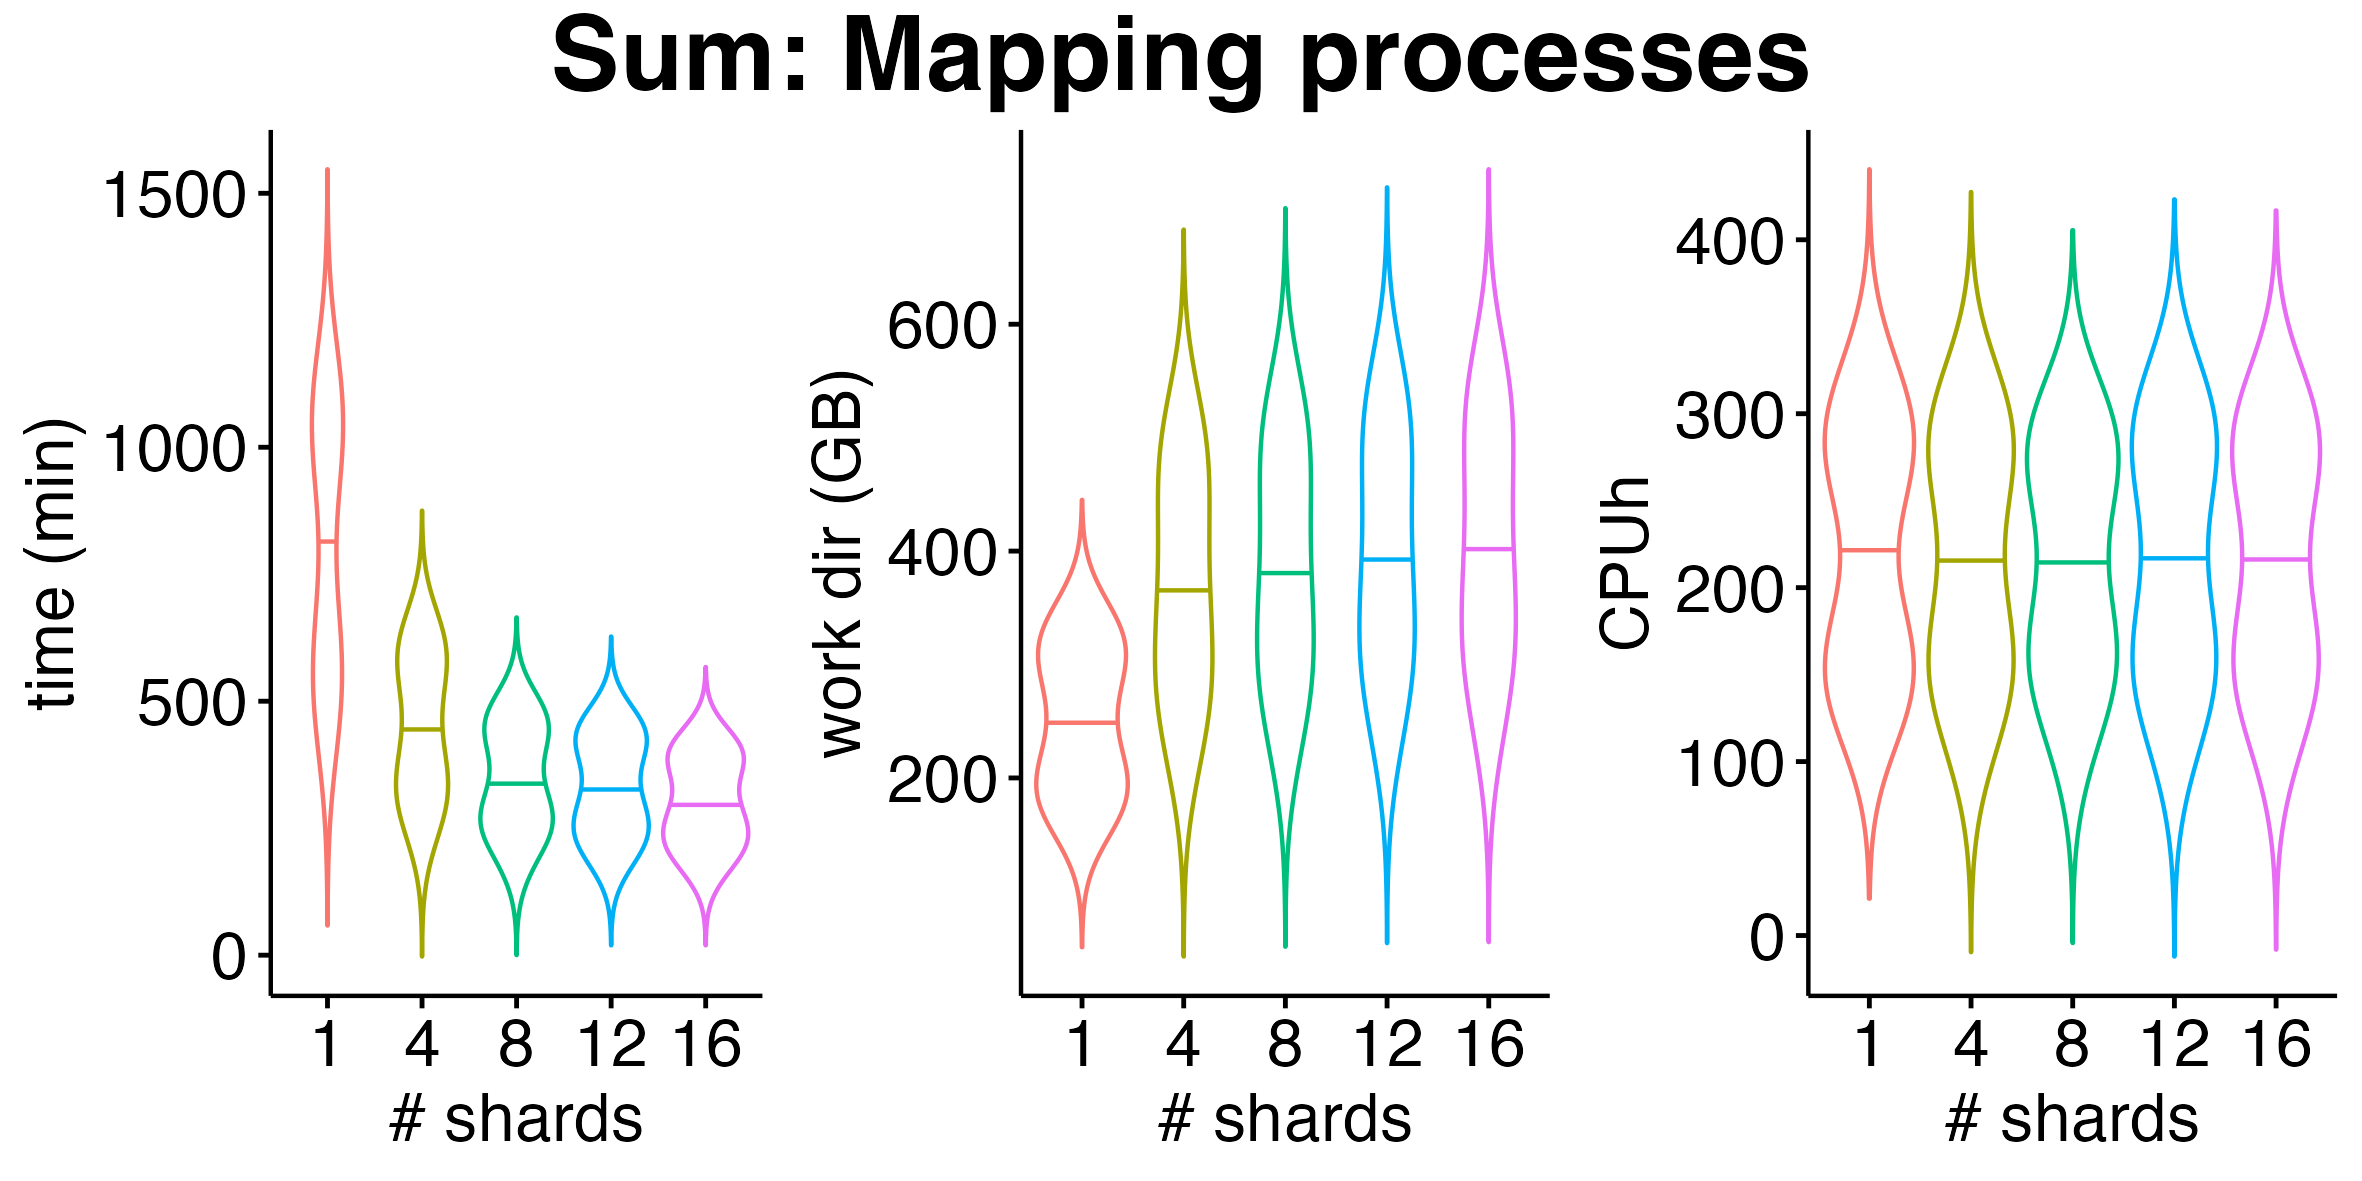 Sum: Mapping processes
time (min)
1500
1000
500
0
1 4 8 12 16
# shards
work dir (GB)
600
400
200
1 4 8 12 16
# shards
CPUh
400
300
200
100
0
1 4 8 12 16
# shards